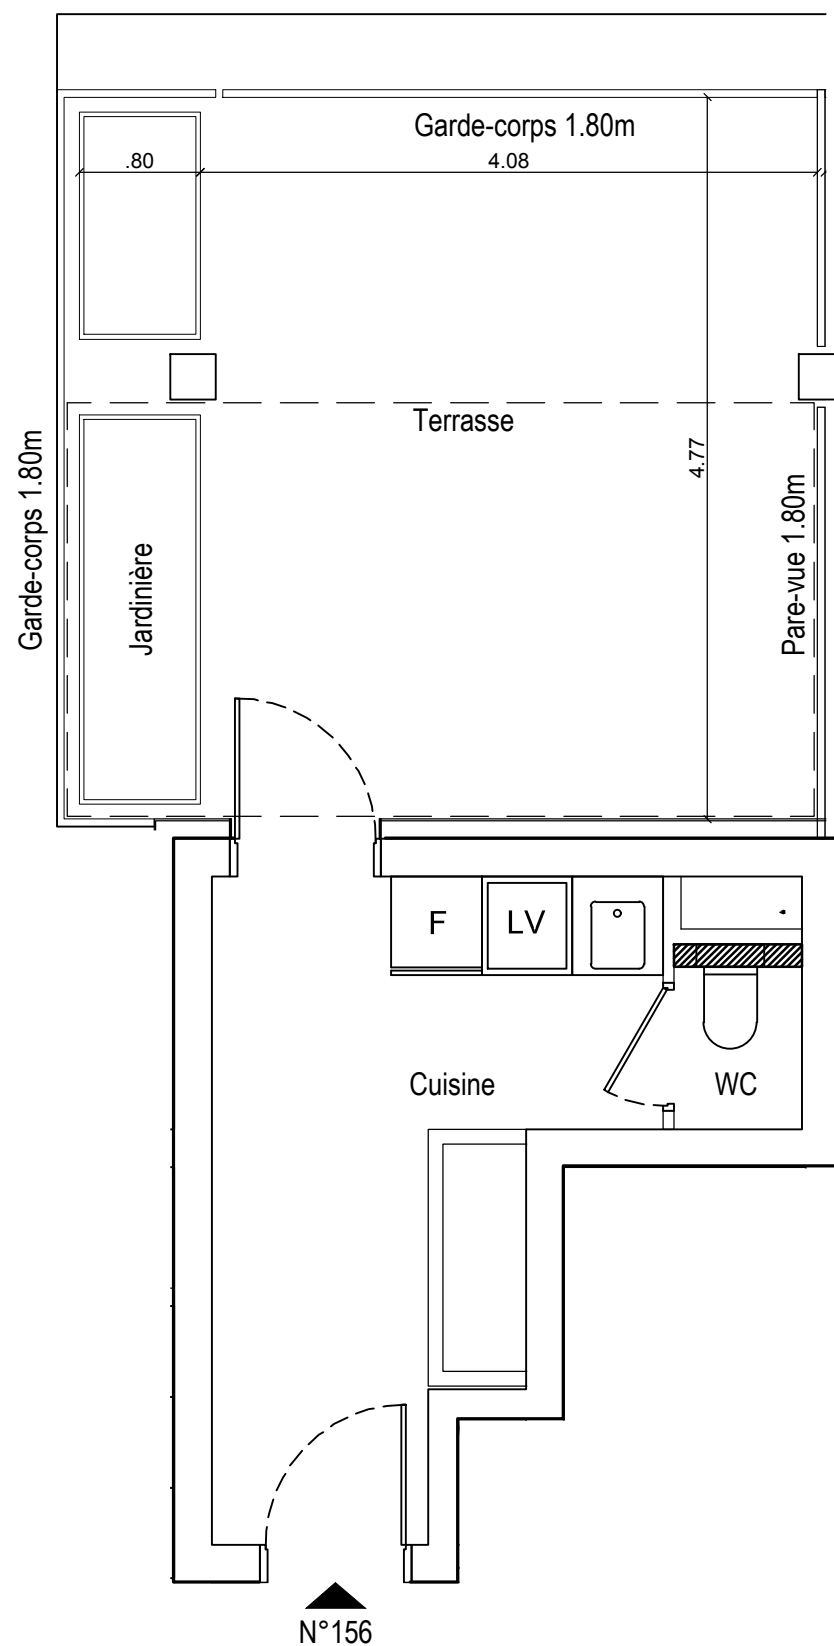 Garde-corps 1.80m
.80
4.08
Terrasse
4.77
Garde-corps 1.80m
Jardinière
Pare-vue 1.80m
F
LV
Cuisine
WC
N°156